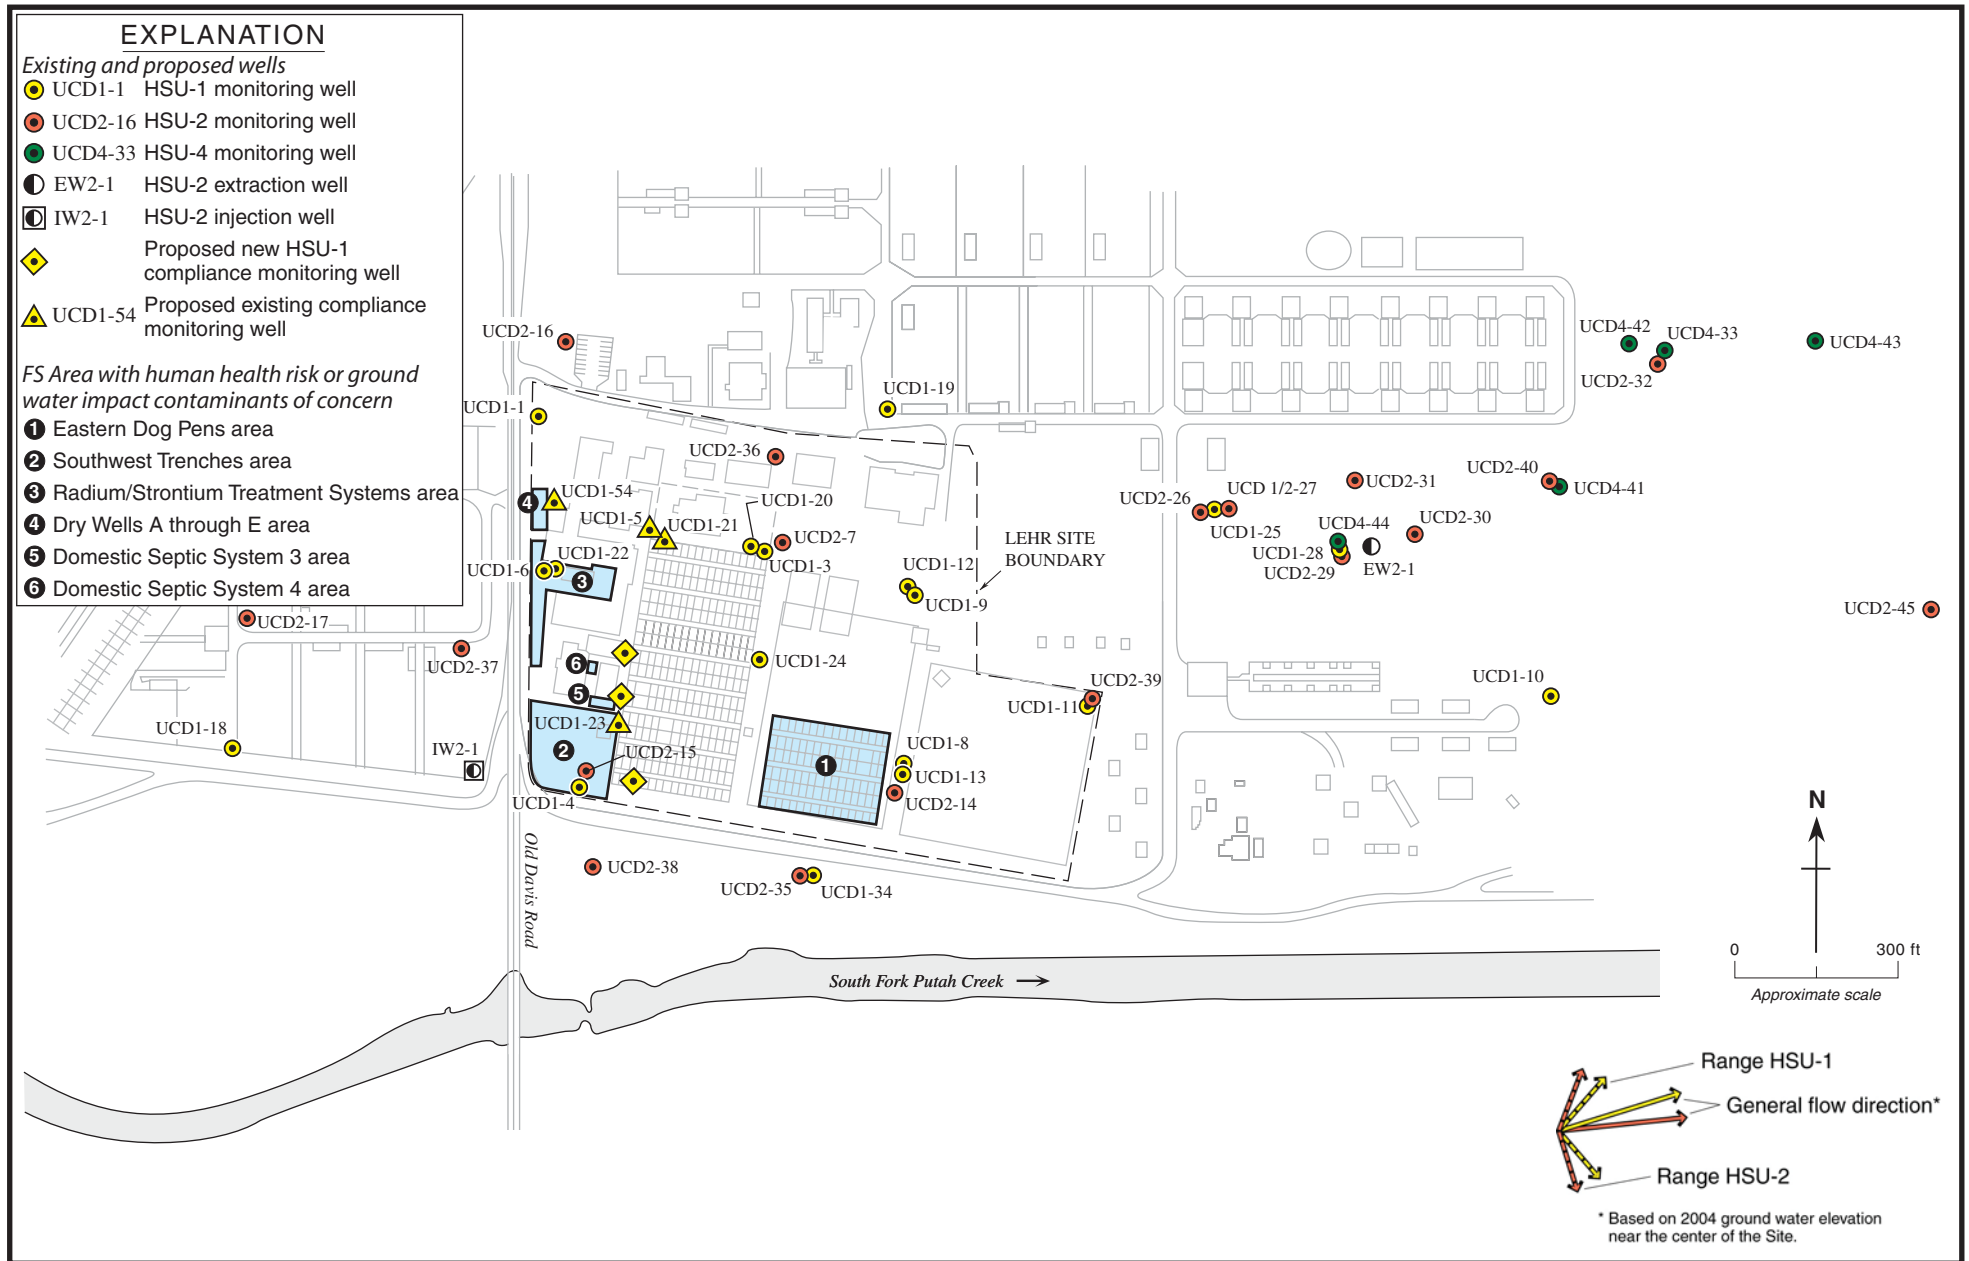 EXPLANATION
Existing and proposed wells
UCD1-1 HSU-1 monitoring well
UCD2-16 HSU-2 monitoring well
UCD4-33 HSU-4 monitoring well
EW2-1 HSU-2 extraction well
IW2-1 HSU-2 injection well
Proposed new HSU-1
compliance monitoring well
UCD1-54 Proposed existing compliance
monitoring well
FS Area with human health risk or ground
water impact contaminants of concern
1 Eastern Dog Pens area
2 Southwest Trenches area
3 Radium/Strontium Treatment Systems area
4 Dry Wells A through E area
5 Domestic Septic System 3 area
6 Domestic Septic System 4 area
UCD2-16
UCD4-42
UCD4-33
UCD4-43
UCD2-32
UCD1-19
UCD1-1
UCD2-36
UCD2-31
UCD2-40
UCD4-41
4
UCD1-54
UCD1-20
UCD2-26
UCD 1/2-27
UCD1-5
UCD1-21
UCD2-7
UCD1-25
UCD4-44
UCD2-30
LEHR SITE
BOUNDARY
UCD1-22
UCD1-3
UCD1-28
UCD1-6
UCD1-12
UCD2-29
EW2-1
3
UCD1-9
UCD2-45
UCD2-17
UCD2-37
6
UCD1-24
UCD2-39
UCD1-10
5
UCD1-11
UCD1-18
UCD1-23
IW2-1
2
UCD2-15
UCD1-8
1
UCD1-13
UCD1-4
UCD2-14
N
Old Davis Road
UCD2-38
UCD2-35
UCD1-34
0 300 ft
Approximate scale
South Fork Putah Creek
Range HSU-1
General flow direction*
Range HSU-2
* Based on 2004 ground water elevation
near the center of the Site.